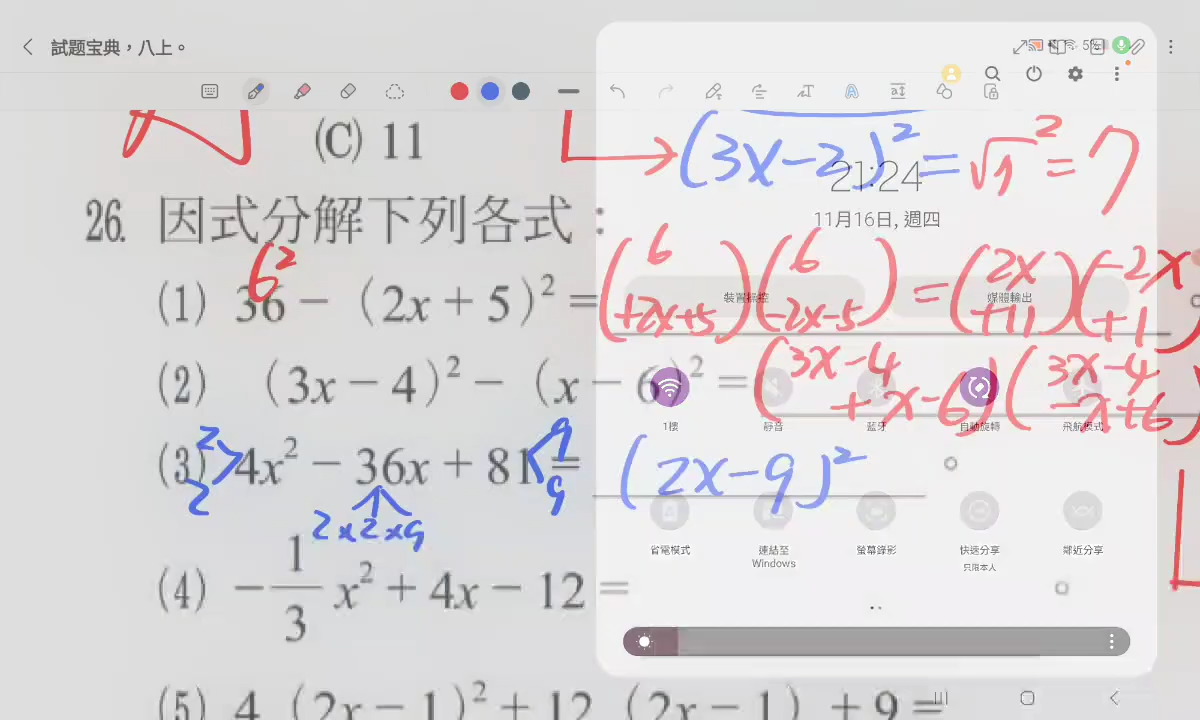 試題宝典，八上。
5%
(C) 11
(3x-2)² = √1² = 7
21:24
11月16日, 週四
26. 因式分解下列各式：
6²
(1) 36 - (2x + 5)² = (6+2x+5)(6-2x-5) = (2x+11)(-2x+1)
裝置操控 媒體輸出
(2) (3x - 4)² - (x - 6)² = (3x-4+x-6)(3x-4-x+6)
1樓 靜音 藍牙 自動旋轉 飛航模式
2 2 (3) 4x² - 36x + 81 = 9 9 (2x-9)²
2x2x9
省電模式 連結至 Windows 螢幕錄影 快速分享 鄰近分享
只限本人
(4) -1/3 x² + 4x - 12 =
(5) 4 (2x - 1)² + 12 (2x - 1) + 9 =